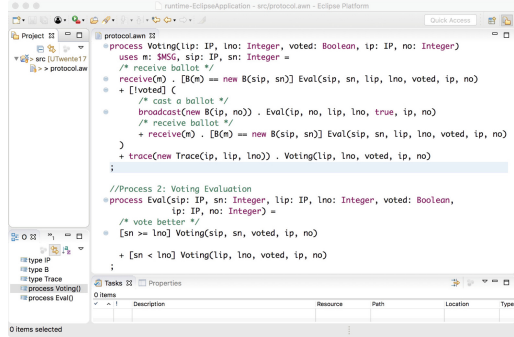 runtime-EclipseApplication - src/protocol.awn - Eclipse Platform
Quick Access
Project
protocol.awn
src (UTwente17
> protocol.aw
process Voting(lip: IP, lno: Integer, voted: Boolean, ip: IP, no: Integer)
uses m: $MSG, sip: IP, sn: Integer =
/* receive ballot */
receive(m) . [B(m) == new B(sip, sn)] Eval(sip, sn, lip, lno, voted, ip, no)
+ [!voted] (
/* cast a ballot */
broadcast(new B(ip, no)) . Eval(ip, no, lip, lno, true, ip, no)
/* receive ballot */
+ receive(m) . [B(m) == new B(sip, sn)] Eval(sip, sn, lip, lno, voted, ip, no)
)
+ trace(new Trace(ip, lip, lno)) . Voting(lip, lno, voted, ip, no)
;
//Process 2: Voting Evaluation
process Eval(sip: IP, sn: Integer, lip: IP, lno: Integer, voted: Boolean,
ip: IP, no: Integer) =
/* vote better */
[sn >= lno] Voting(sip, sn, voted, ip, no)
+ [sn < lno] Voting(lip, lno, voted, ip, no)
;
type IP
type B
type Trace
process Voting()
process Eval()
Tasks
Properties
0 items
! Description Resource Path Location Type
0 items selected